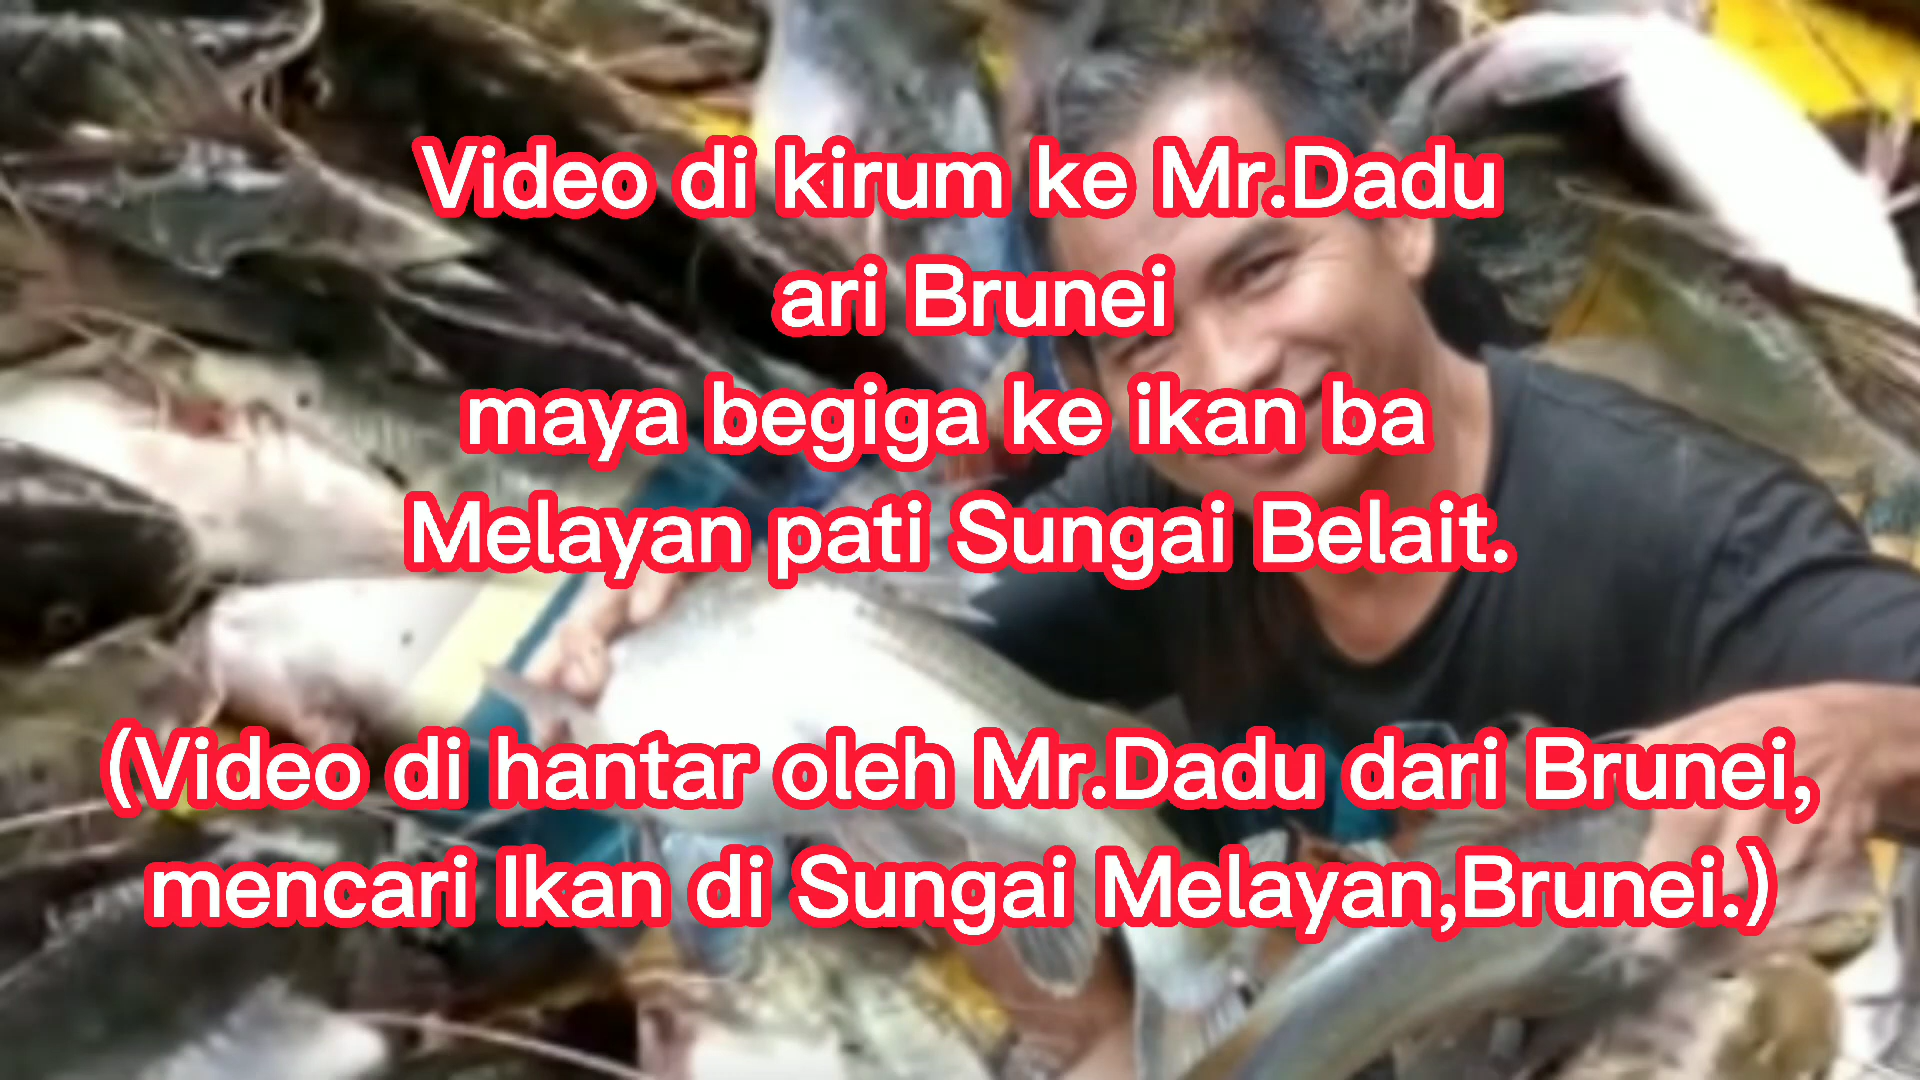 Video di kirum ke Mr.Dadu
ari Brunei
maya begiga ke ikan ba
Melayan pati Sungai Belait.
(Video di hantar oleh Mr.Dadu dari Brunei,
mencari Ikan di Sungai Melayan,Brunei.)